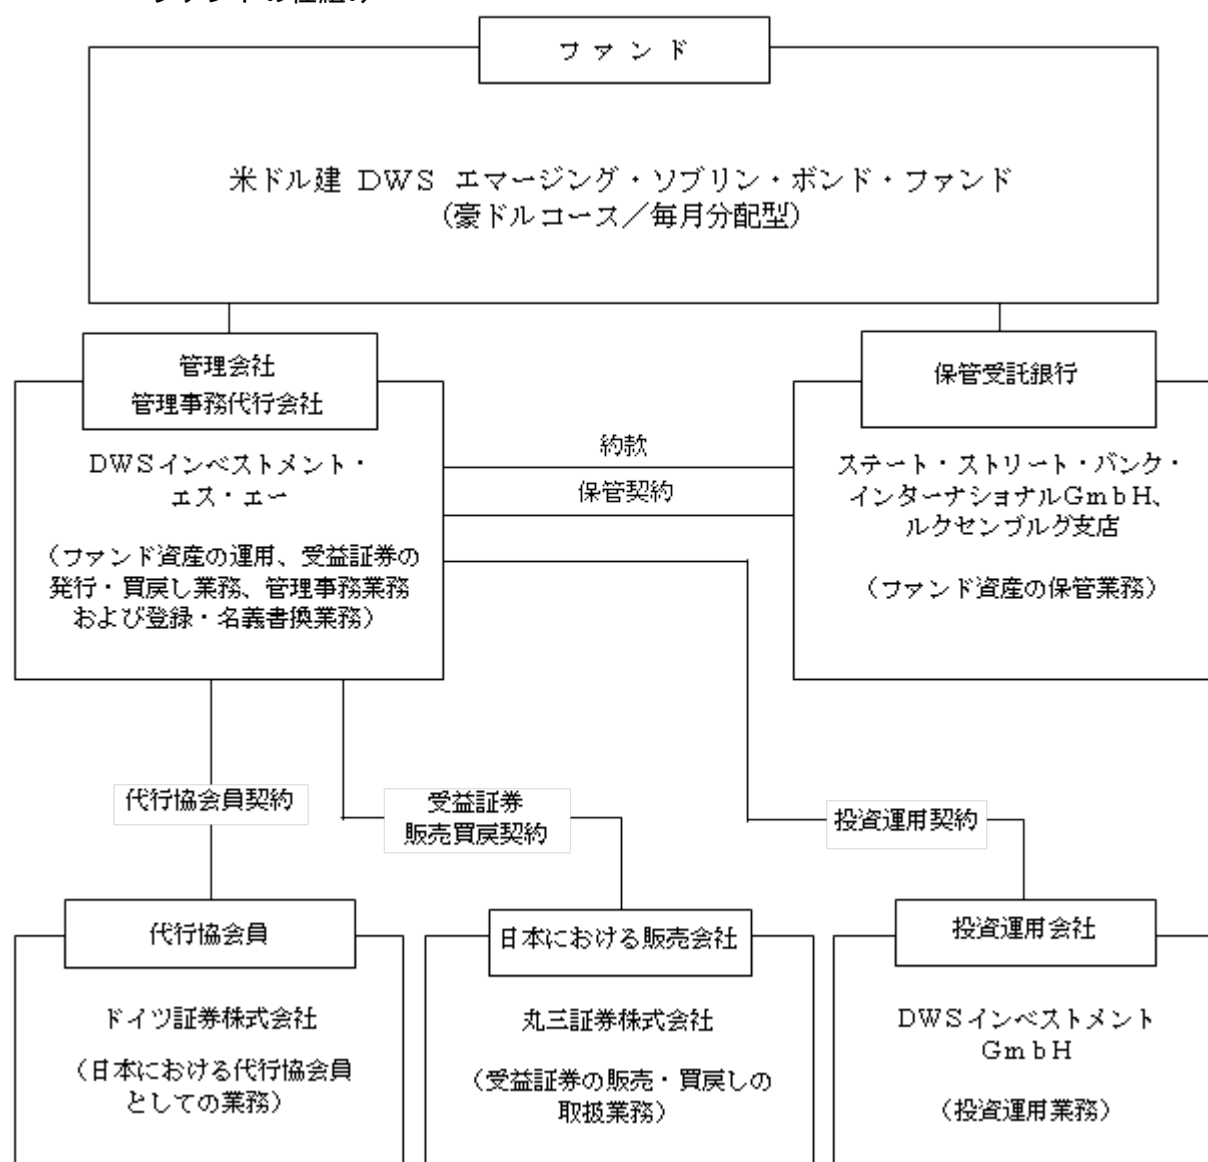 ファンドの仕組み
ファンド
米ドル建 DWS エマージング・ソブリン・ボンド・ファンド
(豪ドルコース／毎月分配型)
管理会社
管理事務代行会社
DWSインベストメント・
エス・エー
(ファンド資産の運用、受益証券の
発行・買戻し業務、管理事務業務
および登録・名義書換業務)
約款
保管契約
保管受託銀行
ステート・ストリート・バンク・
インターナショナルGmbH、
ルクセンブルグ支店
(ファンド資産の保管業務)
代行協会員契約
受益証券
販売買戻契約
投資運用契約
代行協会員
ドイツ証券株式会社
(日本における代行協会員
としての業務)
日本における販売会社
丸三証券株式会社
(受益証券の販売・買戻しの
取扱業務)
投資運用会社
DWSインベストメント
GmbH
(投資運用業務)